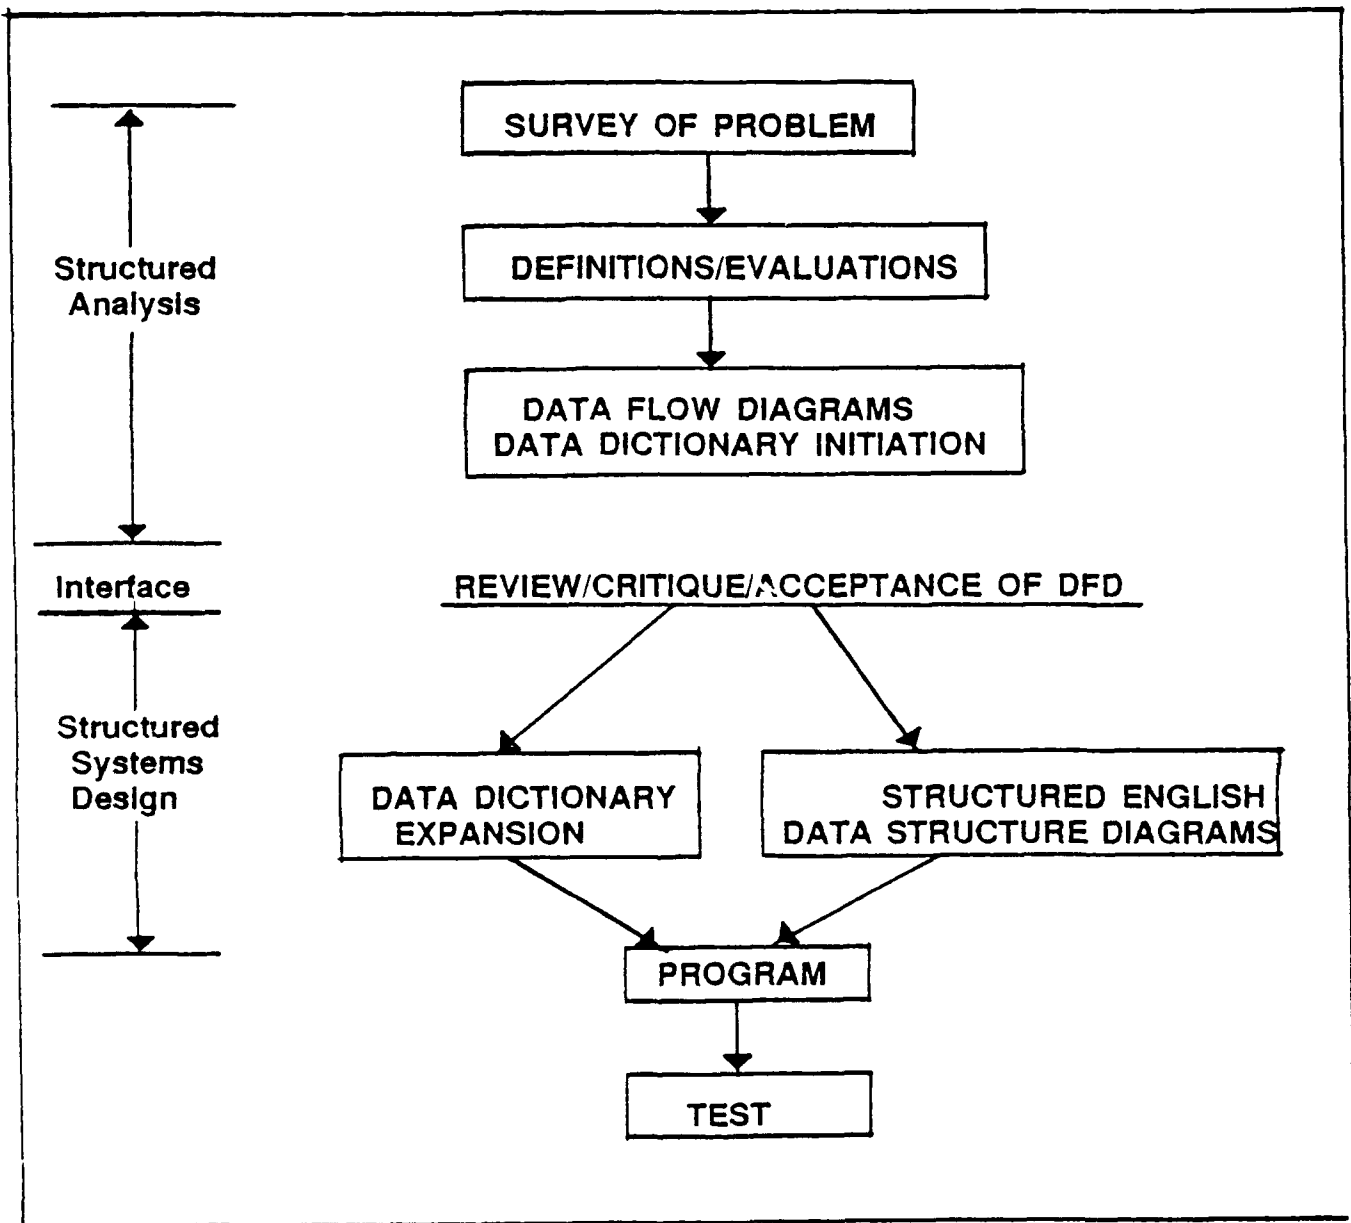 SURVEY OF PROBLEM
DEFINITIONS/EVALUATIONS
Structured
Analysis
DATA FLOW DIAGRAMS
DATA DICTIONARY INITIATION
Interface
REVIEW/CRITIQUE/ACCEPTANCE OF DFD
Structured
Systems
Design
DATA DICTIONARY
EXPANSION
STRUCTURED ENGLISH
DATA STRUCTURE DIAGRAMS
PROGRAM
TEST